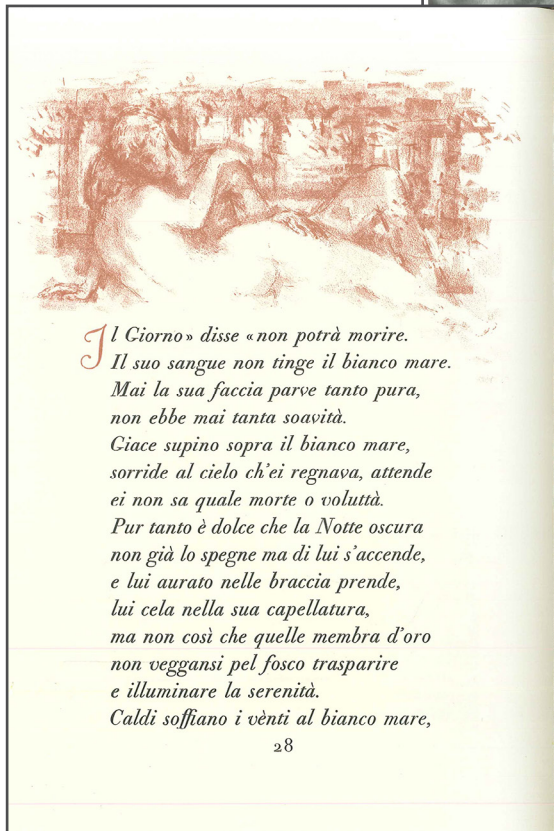 Il Giorno» disse «non potrà morire.
Il suo sangue non tinge il bianco mare.
Mai la sua faccia parve tanto pura,
non ebbe mai tanta soavità.
Giace supino sopra il bianco mare,
sorride al cielo ch'ei regnava, attende
ei non sa quale morte o voluttà.
Pur tanto è dolce che la Notte oscura
non già lo spegne ma di lui s'accende,
e lui aurato nelle braccia prende,
lui cela nella sua capellatura,
ma non così che quelle membra d'oro
non veggansi pel fosco trasparire
e illuminare la serenità.
Caldi soffiano i vènti al bianco mare,
28